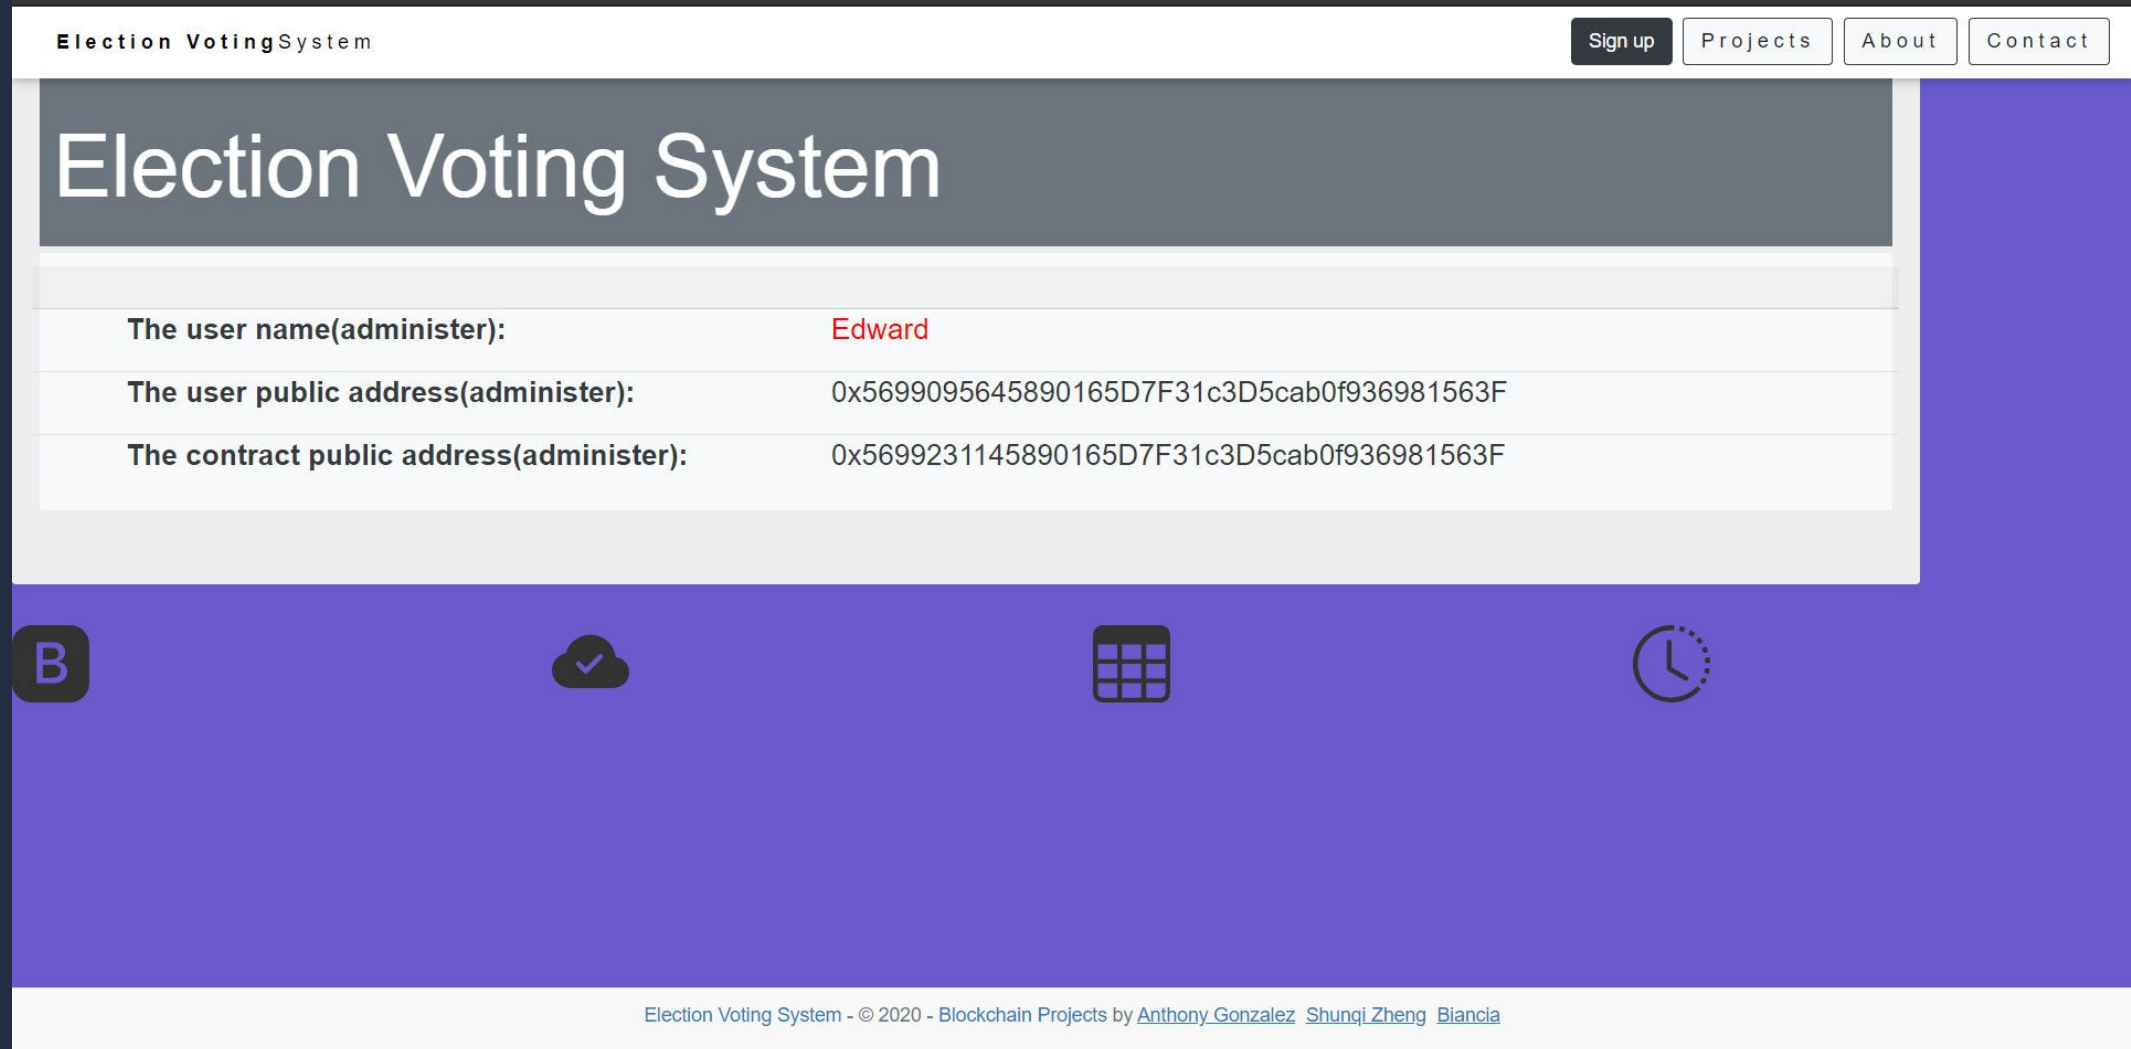 Election VotingSystem
Sign up Projects About Contact
Election Voting System
The user name(administer): Edward
The user public address(administer): 0x5699095645890165D7F31c3D5cab0f936981563F
The contract public address(administer): 0x5699231145890165D7F31c3D5cab0f936981563F
B
Election Voting System - © 2020 - Blockchain Projects by Anthony Gonzalez Shunqi Zheng Biancia